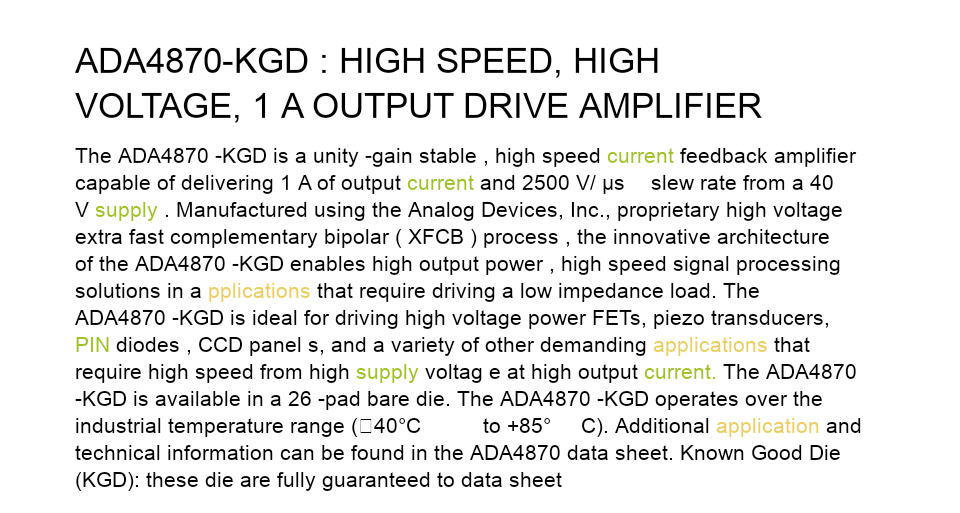 ADA4870-KGD : HIGH SPEED, HIGH
VOLTAGE, 1 A OUTPUT DRIVE AMPLIFIER
The ADA4870 -KGD is a unity -gain stable , high speed current feedback amplifier
capable of delivering 1 A of output current and 2500 V/ µs slew rate from a 40
V supply . Manufactured using the Analog Devices, Inc., proprietary high voltage
extra fast complementary bipolar ( XFCB ) process , the innovative architecture
of the ADA4870 -KGD enables high output power , high speed signal processing
solutions in a pplications that require driving a low impedance load. The
ADA4870 -KGD is ideal for driving high voltage power FETs, piezo transducers,
PIN diodes , CCD panel s, and a variety of other demanding applications that
require high speed from high supply voltag e at high output current. The ADA4870
-KGD is available in a 26 -pad bare die. The ADA4870 -KGD operates over the
industrial temperature range (□40°C to +85° C). Additional application and
technical information can be found in the ADA4870 data sheet. Known Good Die
(KGD): these die are fully guaranteed to data sheet